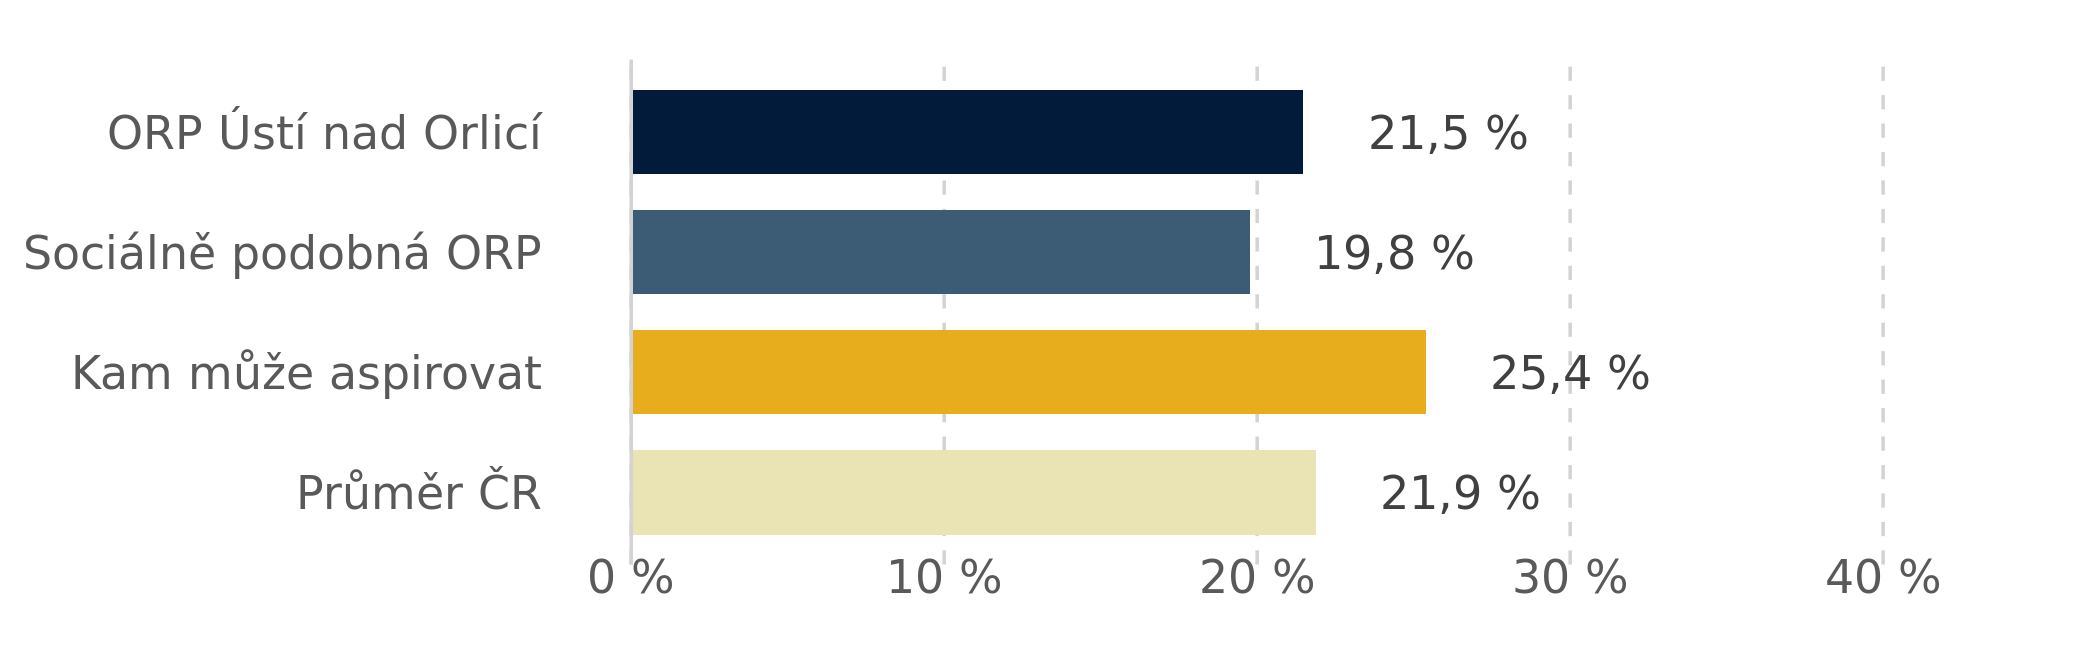 ORP Ústí nad Orlicí
21,5 %
Sociálně podobná ORP
19,8 %
Kam může aspirovat
25,4 %
Průměr ČR
21,9 %
0 % 10 % 20 % 30 % 40 %